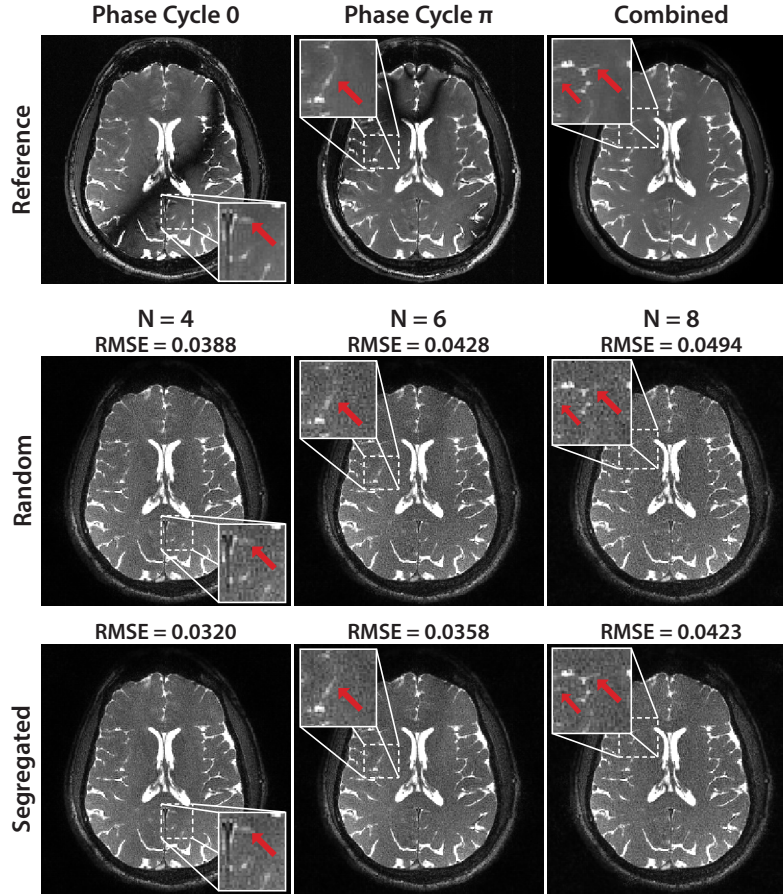 Phase Cycle 0 Phase Cycle π Combined
Reference
N = 4 N = 6 N = 8
RMSE = 0.0388 RMSE = 0.0428 RMSE = 0.0494
Random
RMSE = 0.0320 RMSE = 0.0358 RMSE = 0.0423
Segregated